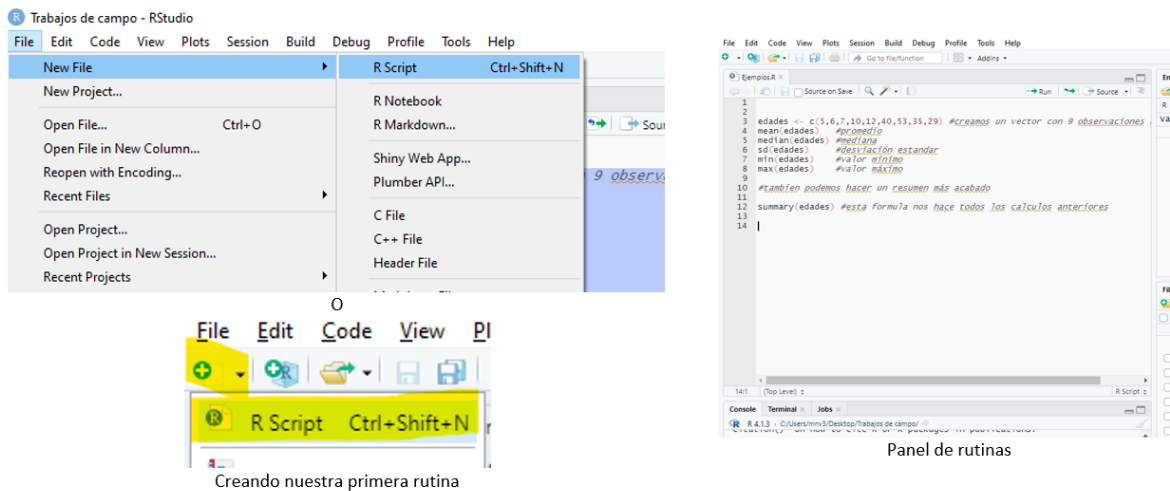 Trabajos de campo - RStudio
File Edit Code View Plots Session Build Debug Profile Tools Help
New File
New Project...
Open File... Ctrl+O
Open File in New Column...
Reopen with Encoding...
Recent Files
Open Project...
Open Project in New Session...
Recent Projects
R Script Ctrl+Shift+N
R Notebook
R Markdown...
Shiny Web App...
Plumber API...
C File
C++ File
Header File
Sour
9 observa
O
File Edit Code View Pl
R Script Ctrl+Shift+N
Creando nuestra primera rutina
File Edit Code View Plots Session Build Debug Profile Tools Help
Go to file/function Addins
Ejemplos.R
Source on Save Run Source
1
2
3 edades <- c(5,6,7,10,12,40,53,35,29) #creamos un vector con 9 observaciones
4 mean(edades) #promedio
5 median(edades) #mediana
6 sd(edades) #desviación estandar
7 min(edades) #valor minimo
8 max(edades) #valor máximo
9
10 #tambien podemos hacer un resumen más acabado
11
12 summary(edades) #esta formula nos hace todos los calculos anteriores
13
14
14:1 (Top Level) R Script
Console Terminal Jobs
R 4.1.3 · C:/Users/mnv3/Desktop/Trabajos de campo/
Panel de rutinas